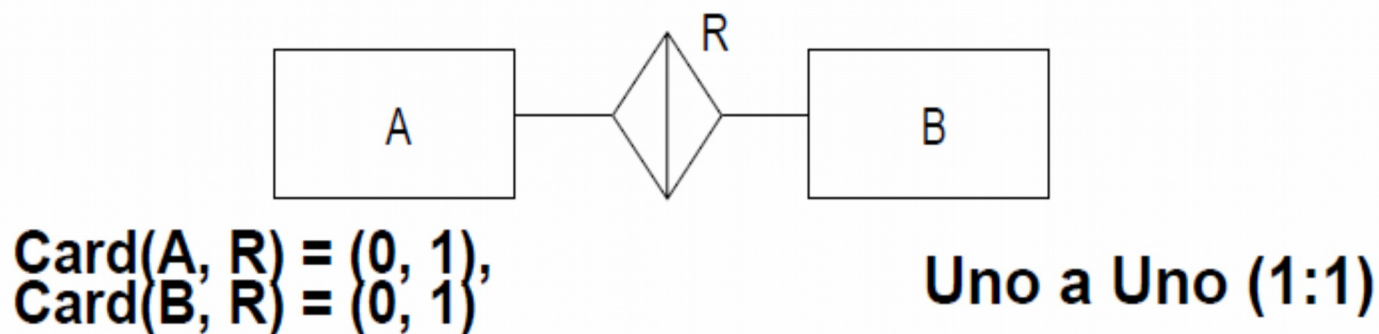 R
A
B
Card(A, R) = (0, 1),
Card(B, R) = (0, 1)
Uno a Uno (1:1)